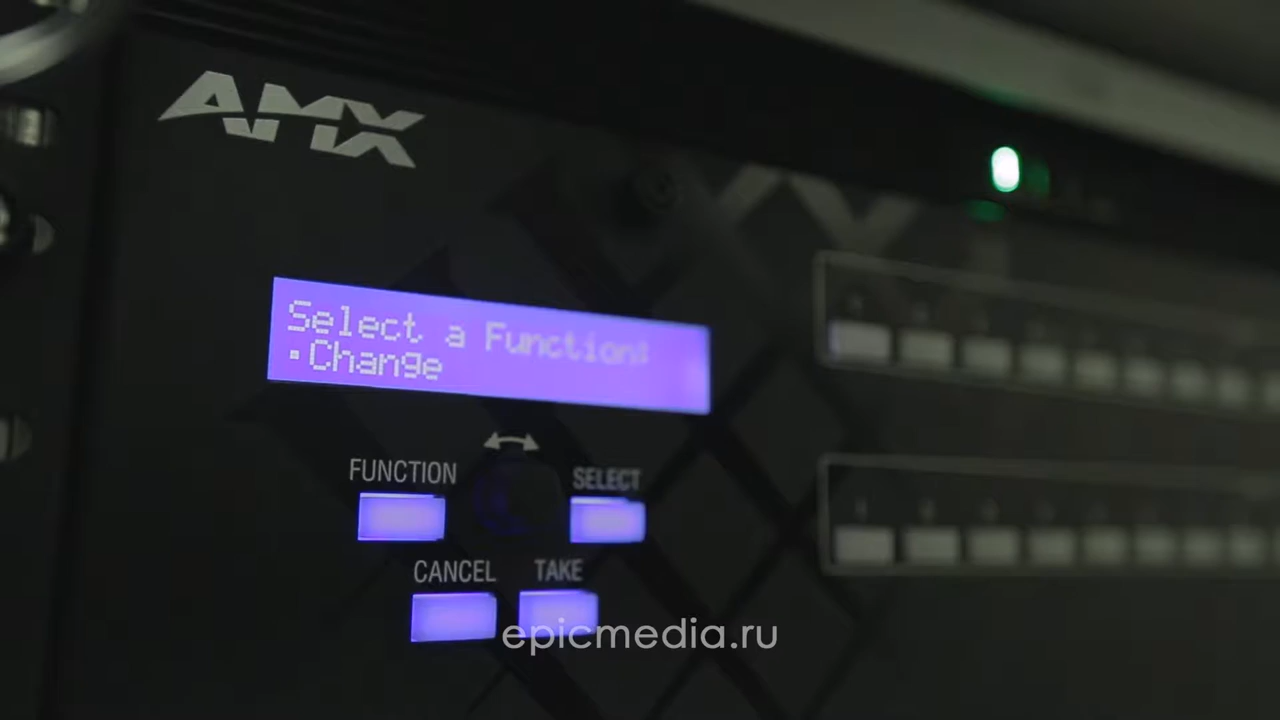 AMX
Select a Function:
·Change
FUNCTION
SELECT
CANCEL
TAKE
epicmedia.ru